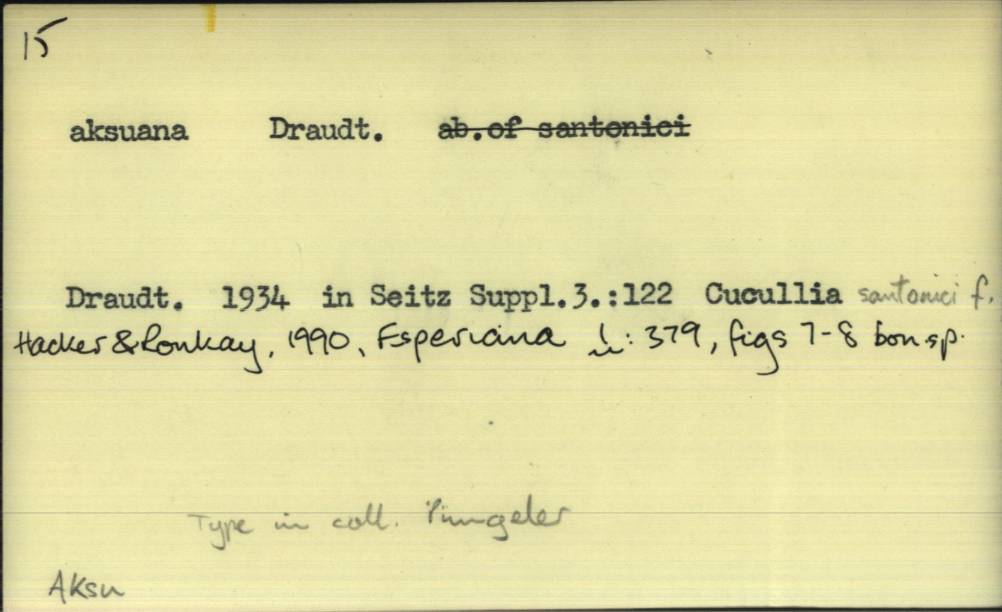 15
aksuana Draudt. ab.of santonici
Draudt. 1934 in Seitz Suppl.3.:122 Cucullia santonici f.
Hacker & Ronkay, 1990, Esperiana 1: 379, figs 7-8 bon.sp.
Type in coll. Püngeler
Aksu